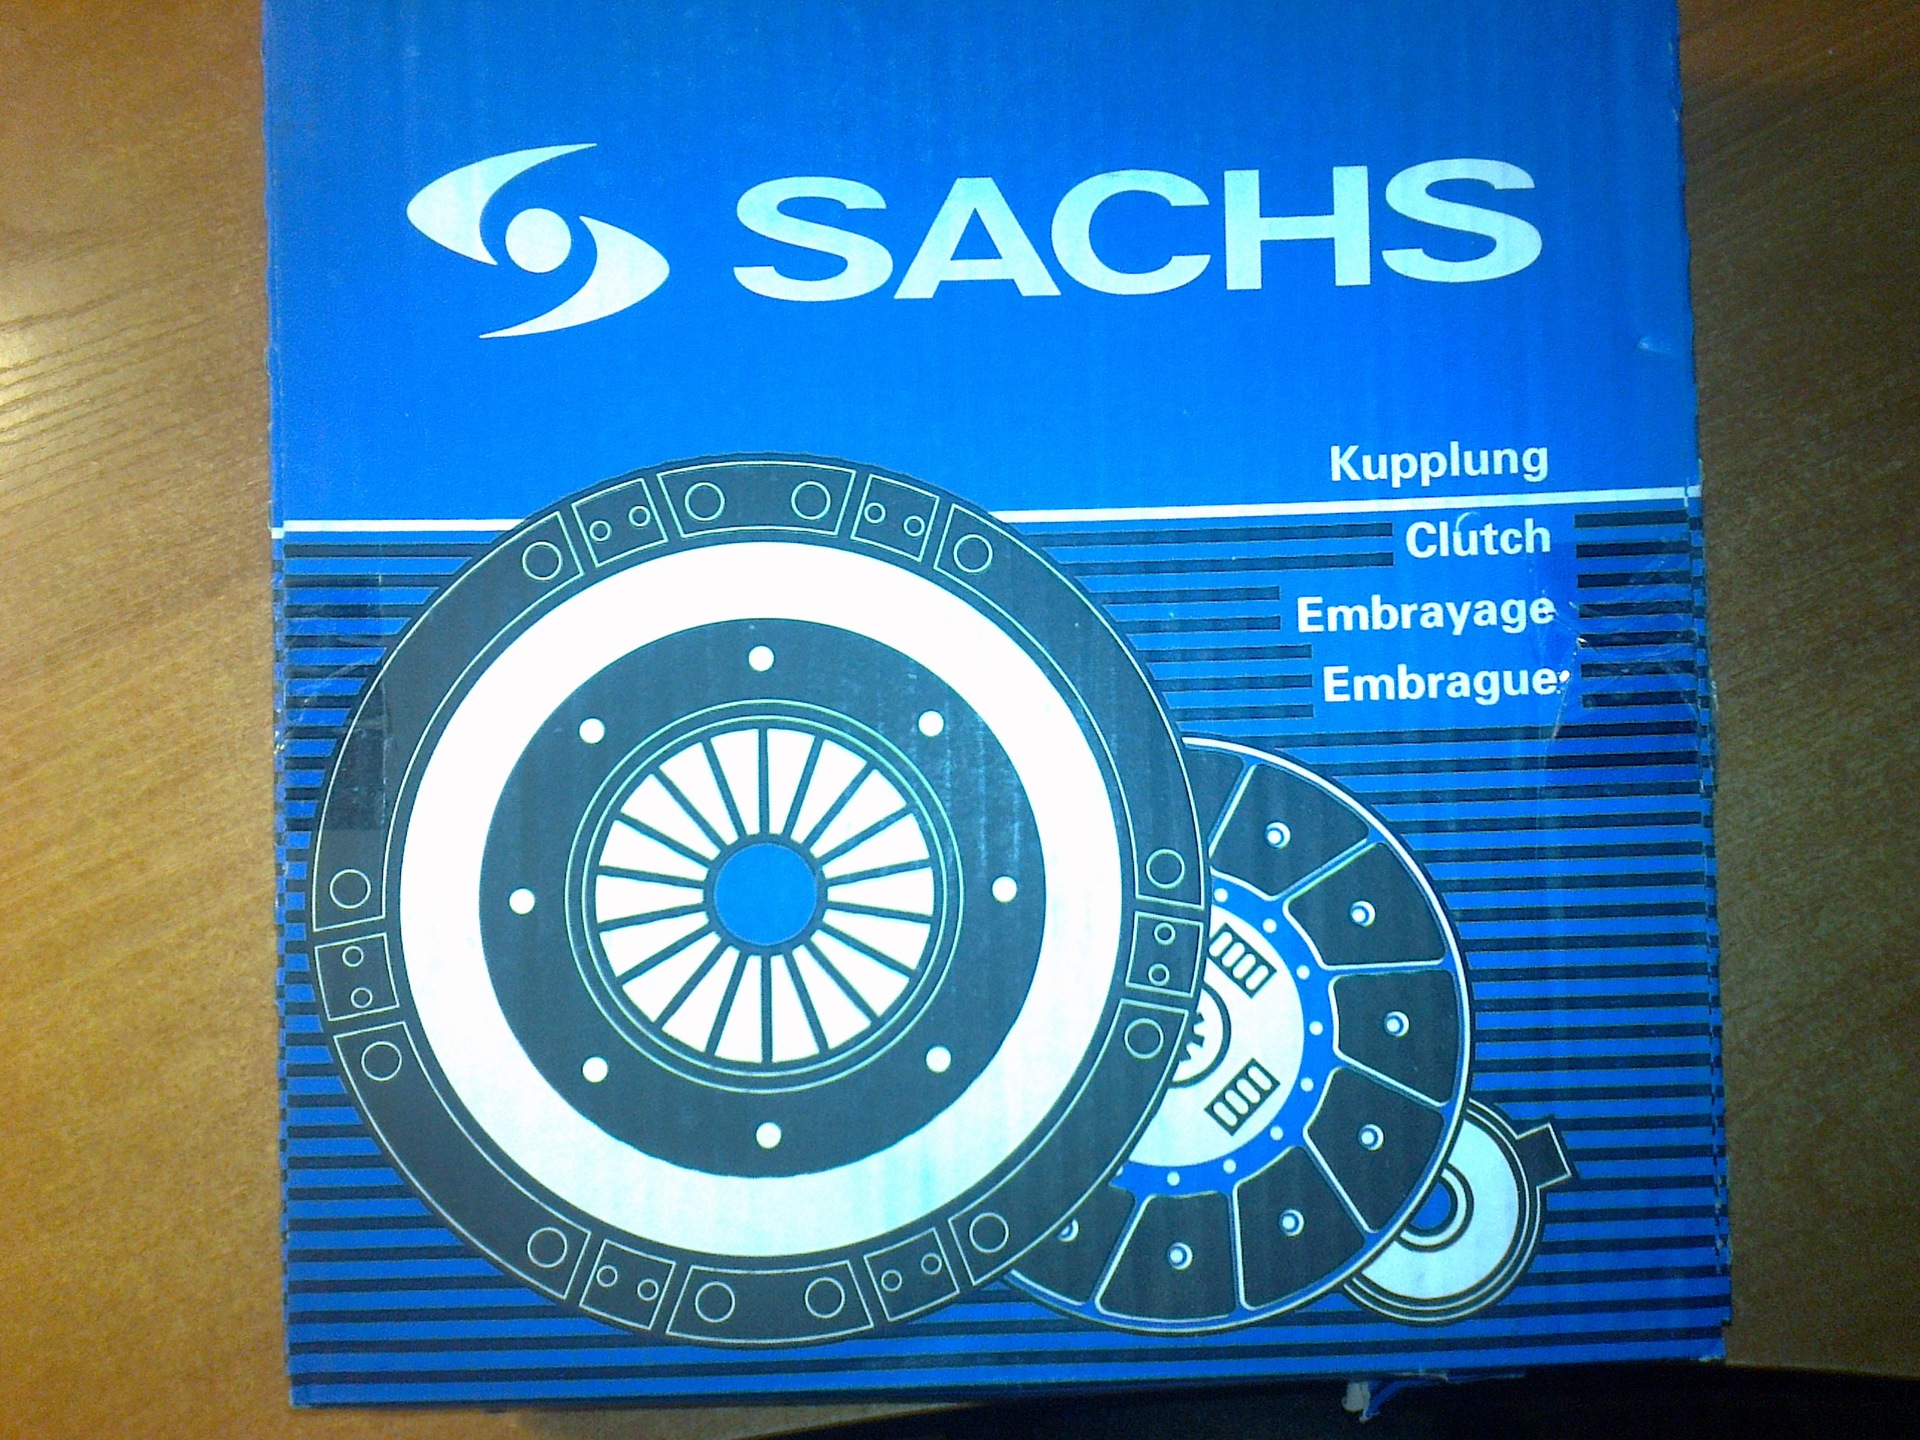 SACHS
Kupplung
Clutch
Embrayage
Embrague